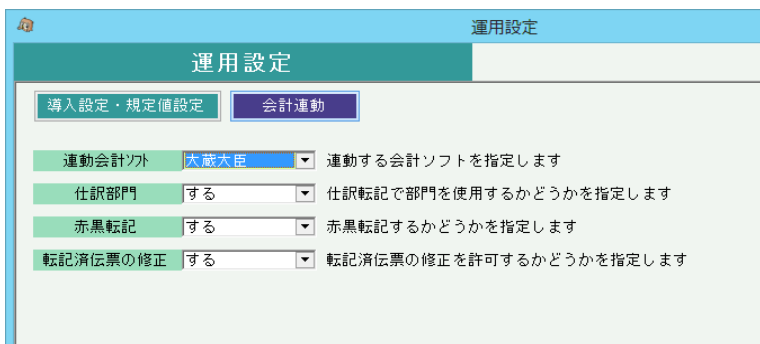 運用設定
運用設定
導入設定・規定値設定 会計連動
連動会計ｿﾌﾄ 大蔵大臣 連動する会計ソフトを指定します
仕訳部門 する 仕訳転記で部門を使用するかどうかを指定します
赤黒転記 する 赤黒転記するかどうかを指定します
転記済伝票の修正 する 転記済伝票の修正を許可するかどうかを指定します